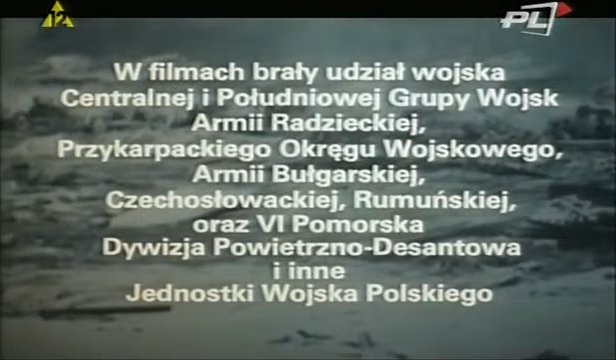 12
PL
W filmach brały udział wojska
Centralnej i Południowej Grupy Wojsk
Armii Radzieckiej,
Przykarpackiego Okręgu Wojskowego,
Armii Bułgarskiej,
Czechosłowackiej, Rumuńskiej,
oraz VI Pomorska
Dywizja Powietrzno-Desantowa
i inne
Jednostki Wojska Polskiego